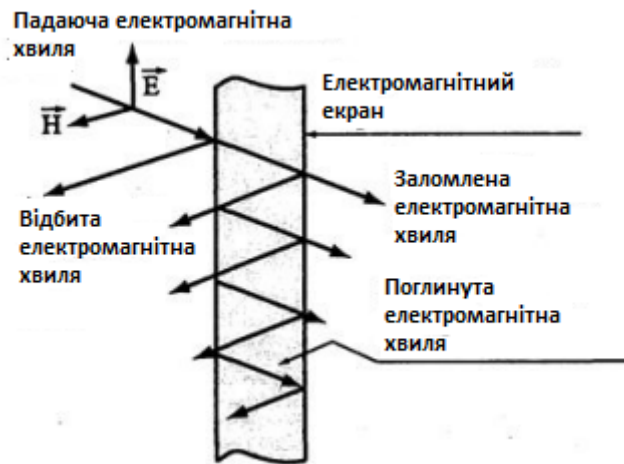 Падаюча електромагнітна
хвиля
E
H
Електромагнітний
екран
Заломлена
електромагнітна
хвиля
Відбита
електромагнітна
хвиля
Поглинута
електромагнітна
хвиля